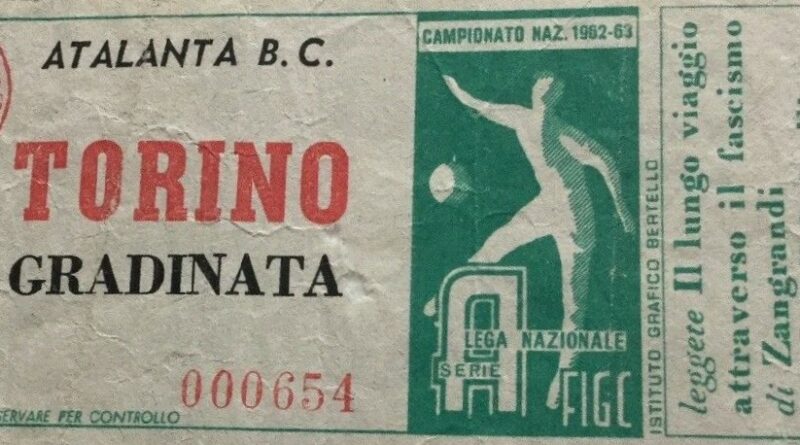 ATALANTA B. C.
TORINO
GRADINATA
000654
SERVARE PER CONTROLLO
CAMPIONATO NAZ. 1962-63
A
LEGA NAZIONALE
SERIE
FIGC
ISTITUTO GRAFICO BERTELLO
leggete Il lungo viaggio
attraverso il fascismo
di Zangrandi